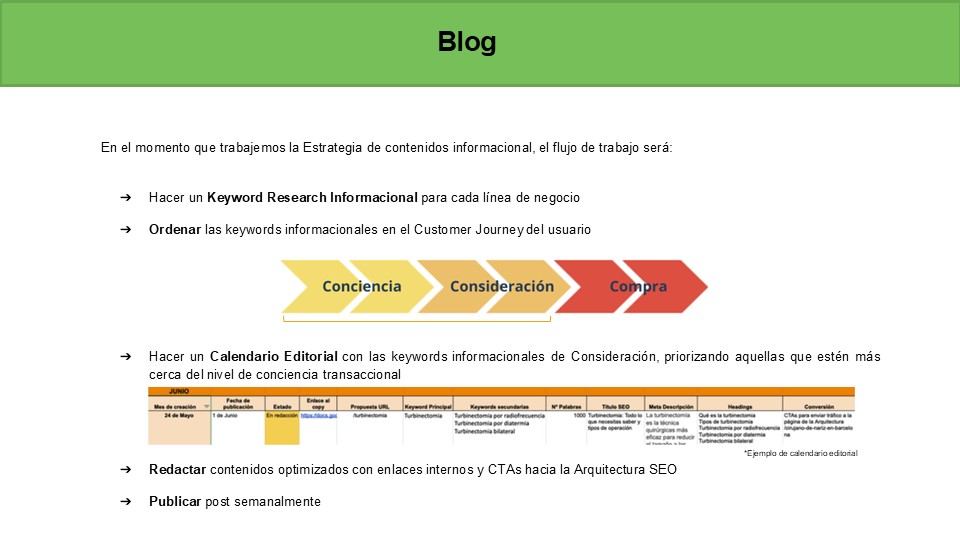 Blog
En el momento que trabajemos la Estrategia de contenidos informacional, el flujo de trabajo será:
➔ Hacer un Keyword Research Informacional para cada línea de negocio
➔ Ordenar las keywords informacionales en el Customer Journey del usuario
Conciencia Consideración Compra
➔ Hacer un Calendario Editorial con las keywords informacionales de Consideración, priorizando aquellas que estén más
cerca del nivel de conciencia transaccional
JUNIO
Mes de creación Fecha de publicación Estado Enlace al copy Propuesta URL Keyword Principal Keywords secundarias Nº Palabras Título SEO Meta Descripción Headings Conversión
24 de Mayo 1 de Junio En redacción https://docs.goo /turbinectomia Turbinectomia Turbinectomia por radiofrecuencia 1000 Turbinectomia: Todo lo La turbinectomía Qué es la turbinectomia CTAs para enviar tráfico a la
Turbinectomia por diatermia que necesitas saber y es la técnica Tipos de turbinectomia página de la Arquitectura
Turbinectomia bilateral tipos de operación quirúrgicas más Turbinectomia por radiofrecuencia /cirujano-de-nariz-en-barcelo
eficaz para reducir Turbinectomia por diatermia na
el tamaño a las Turbinectomia bilateral
*Ejemplo de calendario editorial
➔ Redactar contenidos optimizados con enlaces internos y CTAs hacia la Arquitectura SEO
➔ Publicar post semanalmente